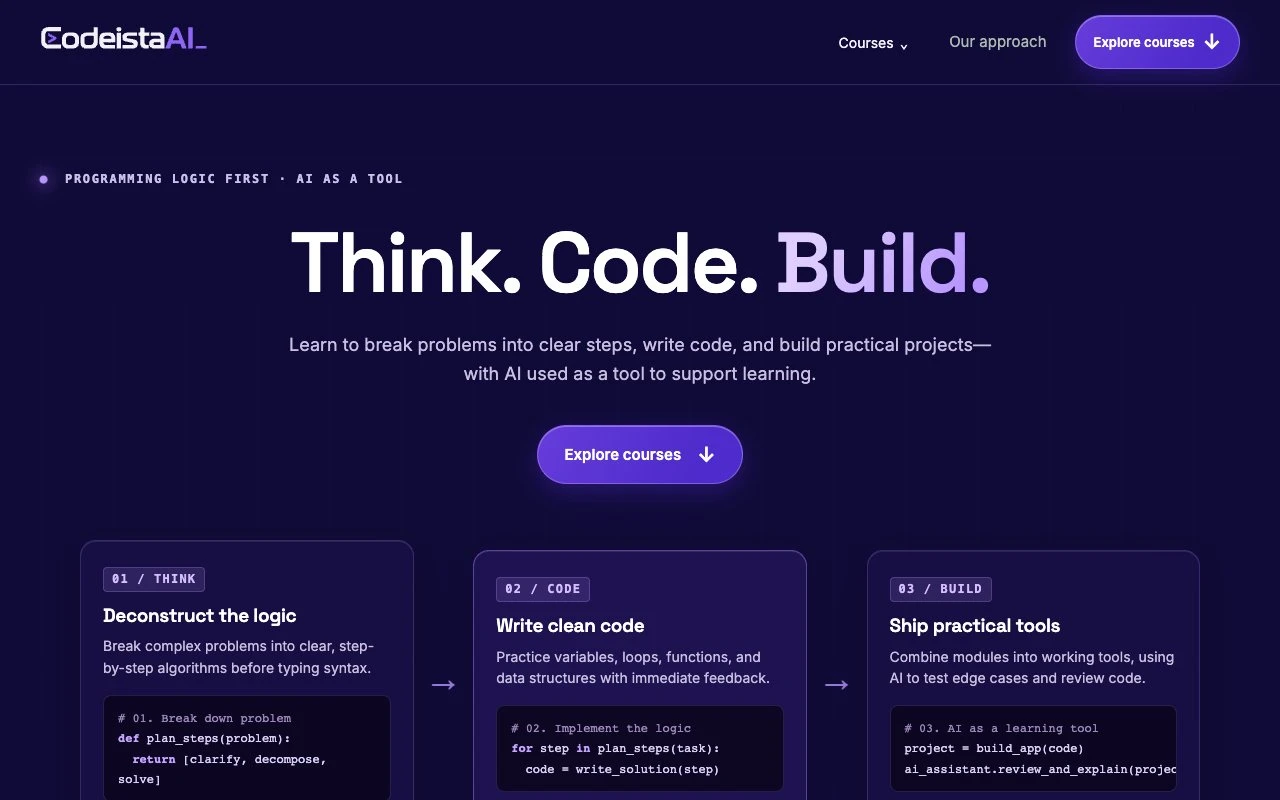 CodeistaAI_
Courses
Our approach
Explore courses ↓
PROGRAMMING LOGIC FIRST · AI AS A TOOL
Think. Code. Build.
Learn to break problems into clear steps, write code, and build practical projects—
with AI used as a tool to support learning.
Explore courses ↓
01 / THINK
Deconstruct the logic
Break complex problems into clear, step-
by-step algorithms before typing syntax.
# 01. Break down problem
def plan_steps(problem):
return [clarify, decompose,
solve]
→
02 / CODE
Write clean code
Practice variables, loops, functions, and
data structures with immediate feedback.
# 02. Implement the logic
for step in plan_steps(task):
code = write_solution(step)
→
03 / BUILD
Ship practical tools
Combine modules into working tools, using
AI to test edge cases and review code.
# 03. AI as a learning tool
project = build_app(code)
ai_assistant.review_and_explain(projec